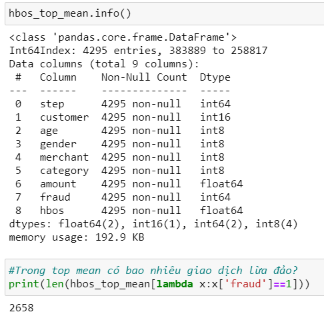 hbos_top_mean.info()
<class 'pandas.core.frame.DataFrame'>
Int64Index: 4295 entries, 383889 to 258817
Data columns (total 9 columns):
 #   Column    Non-Null Count  Dtype
---  ------    --------------  -----
 0   step      4295 non-null   int64
 1   customer  4295 non-null   int16
 2   age       4295 non-null   int8
 3   gender    4295 non-null   int8
 4   merchant  4295 non-null   int8
 5   category  4295 non-null   int8
 6   amount    4295 non-null   float64
 7   fraud     4295 non-null   int64
 8   hbos      4295 non-null   float64
dtypes: float64(2), int16(1), int64(2), int8(4)
memory usage: 192.9 KB
#Trong top mean có bao nhiêu giao dịch lừa đảo?
print(len(hbos_top_mean[lambda x:x['fraud']==1]))
2658